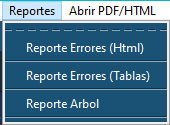 Reportes Abrir PDF/HTML
Reporte Errores (Html)
Reporte Errores (Tablas)
Reporte Arbol